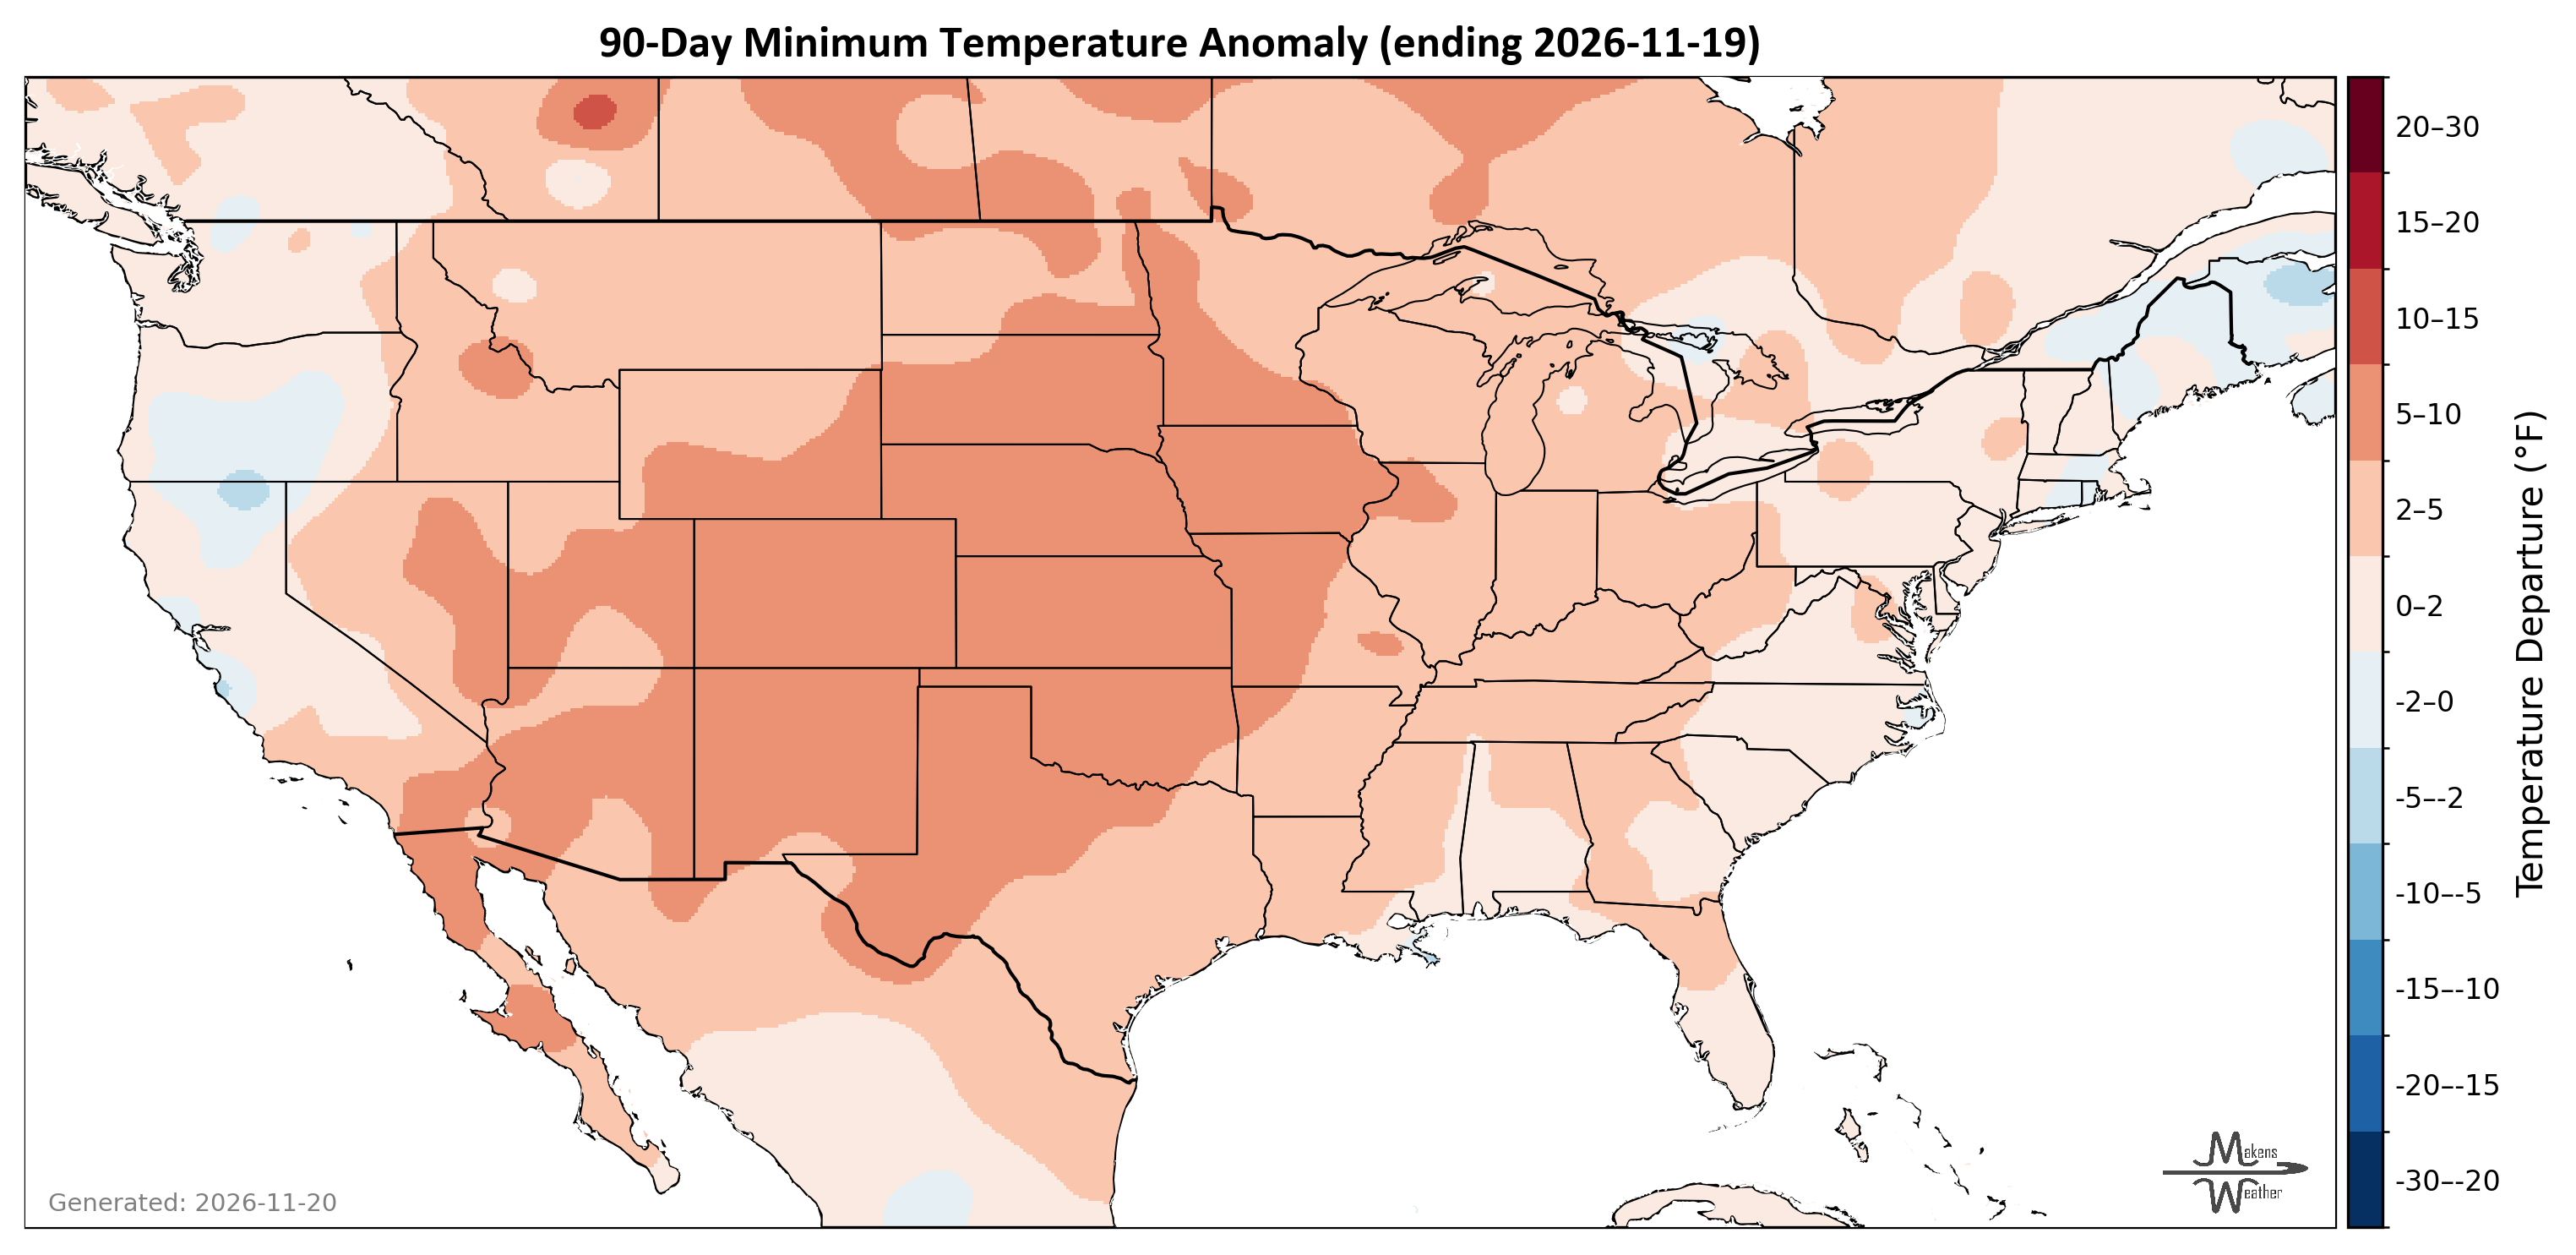 90-Day Minimum Temperature Anomaly (ending 2026-11-19)
20–30
15–20
10–15
5–10
2–5
0–2
-2–0
-5–-2
-10–-5
-15–-10
-20–-15
-30–-20
Temperature Departure (°F)
Makens
Weather
Generated: 2026-11-20